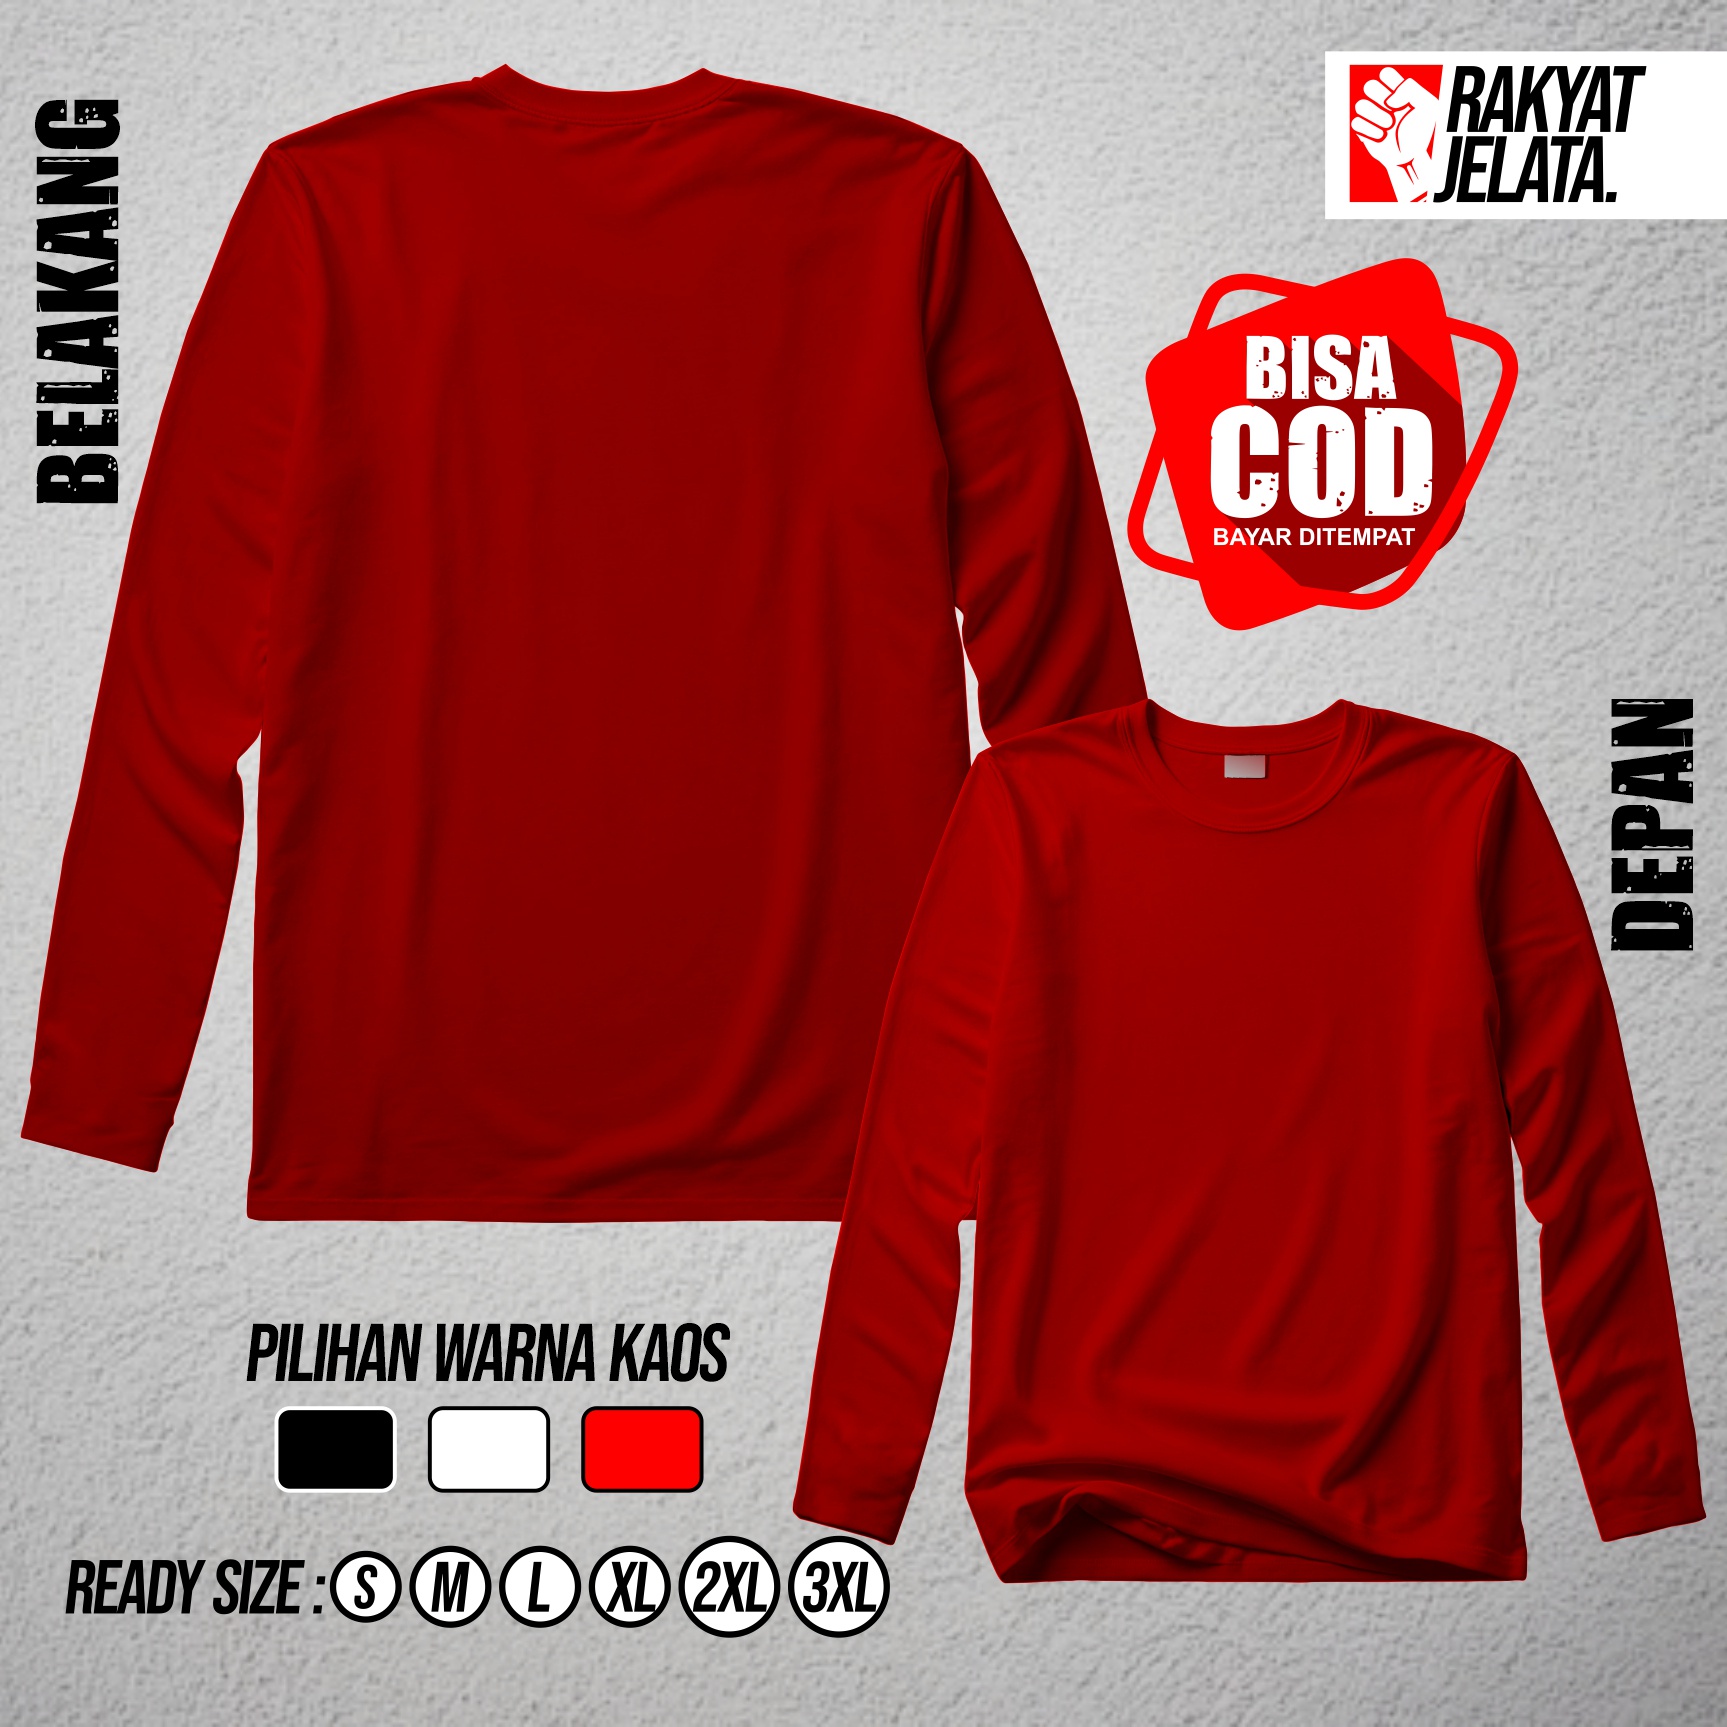 BELAKANG
RAKYAT
JELATA.
BISA
COD
BAYAR DITEMPAT
DEPAN
PILIHAN WARNA KAOS
READY SIZE : S M L XL 2XL 3XL